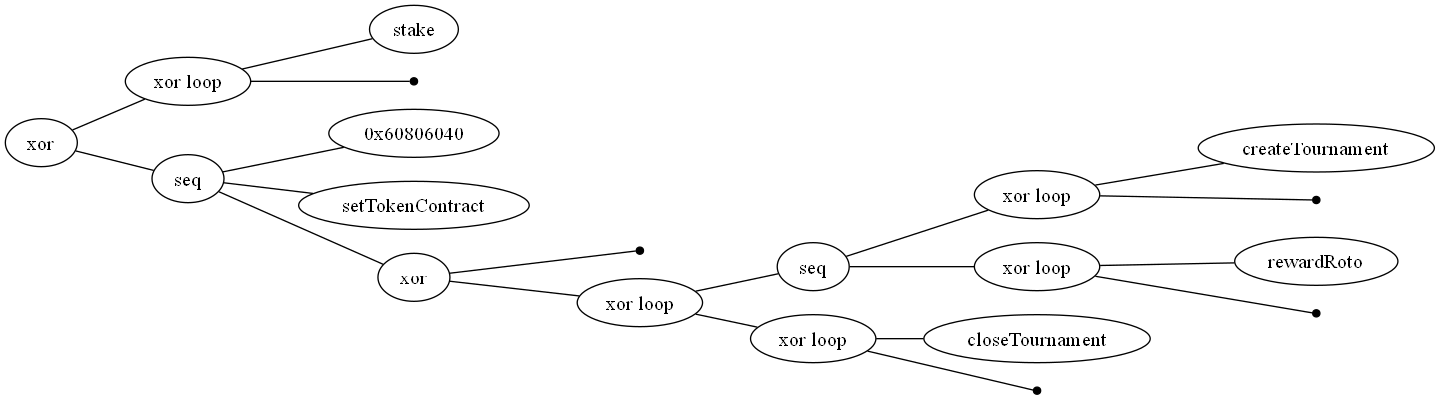 stake
xor loop
0x60806040
createTournament
xor
seq
xor loop
setTokenContract
seq
xor loop
rewardRoto
xor
xor loop
xor loop
closeTournament